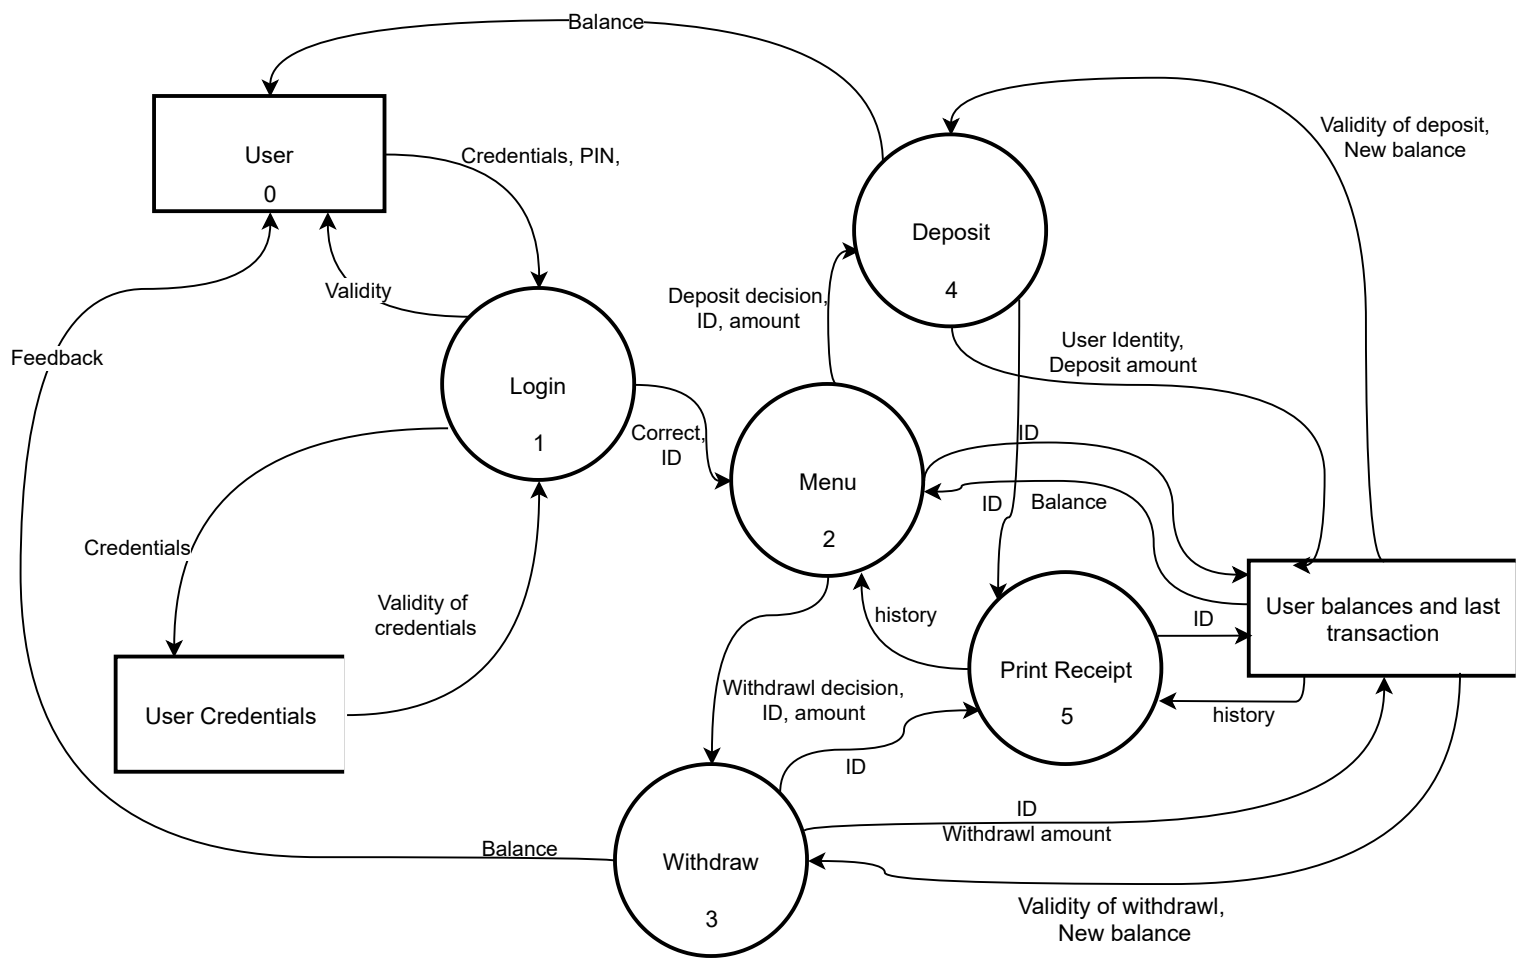 Balance
User
0
Credentials, PIN,
Validity of deposit,
New balance
Deposit
4
Validity
Deposit decision,
ID, amount
User Identity,
Deposit amount
Feedback
Login
1
Correct,
ID
ID
Menu
2
ID
Balance
Credentials
Validity of
credentials
history
ID
User balances and last
transaction
Print Receipt
5
history
User Credentials
Withdrawl decision,
ID, amount
ID
ID
Withdrawl amount
Balance
Withdraw
3
Validity of withdrawl,
New balance